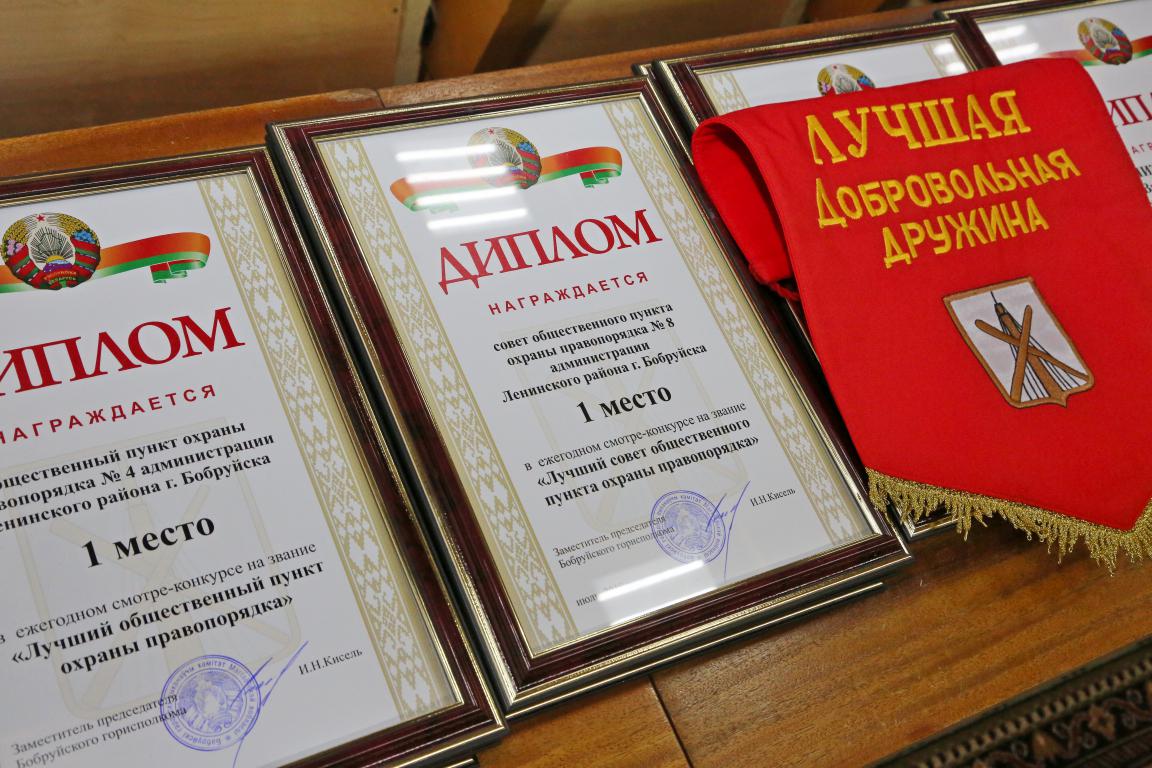 ДИПЛОМ
НАГРАЖДАЕТСЯ
общественный пункт охраны
правопорядка № 4 администрации
Ленинского района г. Бобруйска
1 место
в ежегодном смотре-конкурсе на звание
«Лучший общественный пункт
охраны правопорядка»
Заместитель председателя
Бобруйского горисполкома
И.Н.Кисель
ДИПЛОМ
НАГРАЖДАЕТСЯ
совет общественного пункта
охраны правопорядка № 8
администрации
Ленинского района г. Бобруйска
1 место
в ежегодном смотре-конкурсе на звание
«Лучший совет общественного
пункта охраны правопорядка»
Заместитель председателя
Бобруйского горисполкома
И.Н.Кисель
ЛУЧШАЯ
ДОБРОВОЛЬНАЯ
ДРУЖИНА